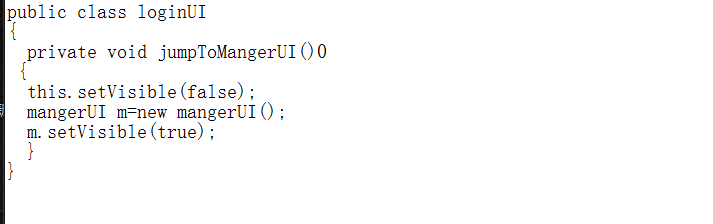 public class loginUI
{
private void jumpToMangerUI()0
{
this.setVisible(false);
mangerUI m=new mangerUI();
m.setVisible(true);
}
}